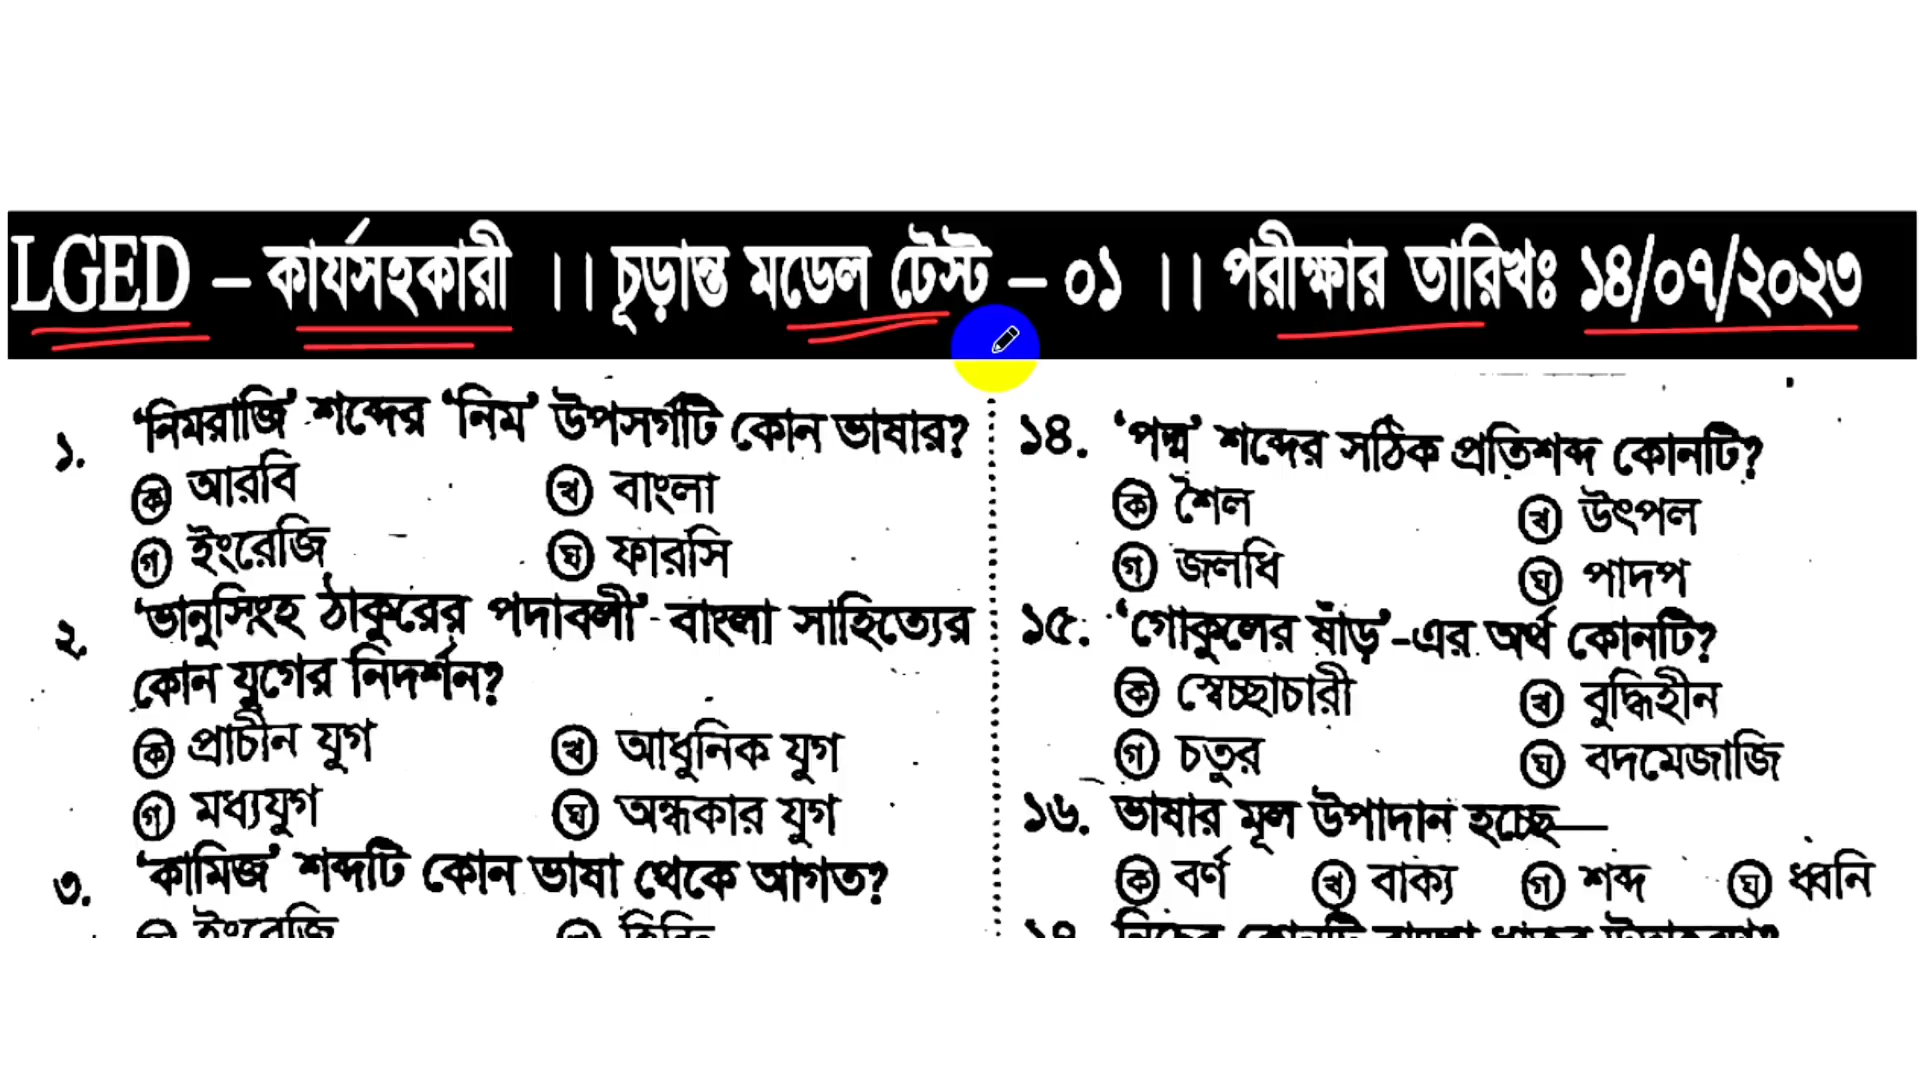 LGED – কার্যসহকারী ।। চূড়ান্ত মডেল টেস্ট – ০১ ।। পরীক্ষার তারিখঃ ১৪/০৭/২০২৩
১. ‘নিমরাজি’ শব্দের ‘নিম’ উপসর্গটি কোন ভাষার?
ক আরবি খ বাংলা
গ ইংরেজি ঘ ফারসি
২. ‘ভানুসিংহ ঠাকুরের পদাবলী’ বাংলা সাহিত্যের
কোন যুগের নিদর্শন?
ক প্রাচীন যুগ খ আধুনিক যুগ
গ মধ্যযুগ ঘ অন্ধকার যুগ
৩. ‘কামিজ’ শব্দটি কোন ভাষা থেকে আগত?
ইংরেজি
১৪. ‘পদ্ম’ শব্দের সঠিক প্রতিশব্দ কোনটি?
ক শৈল খ উৎপল
গ জলধি ঘ পাদপ
১৫. ‘গোকুলের ষাঁড়’-এর অর্থ কোনটি?
ক স্বেচ্ছাচারী খ বুদ্ধিহীন
গ চতুর ঘ বদমেজাজি
১৬. ভাষার মূল উপাদান হচ্ছে—
ক বর্ণ খ বাক্য গ শব্দ ঘ ধ্বনি